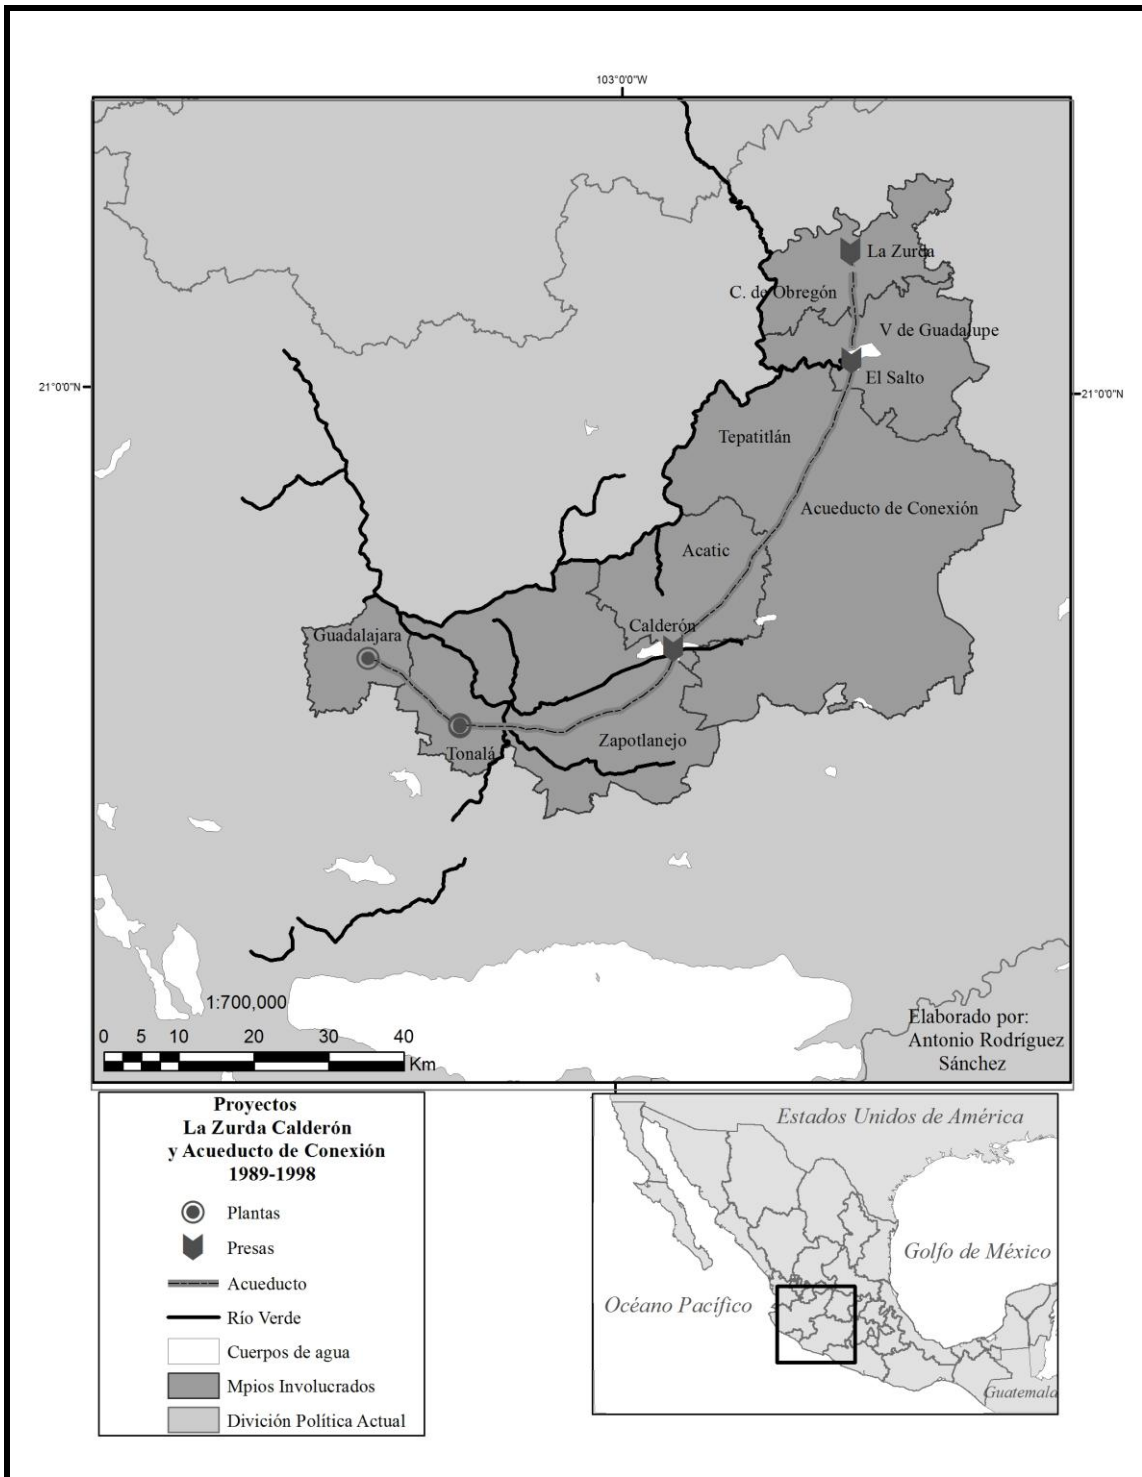 103°0'0"W
La Zurda
C. de Obregón
V de Guadalupe
21°0'0"N
21°0'0"N
El Salto
Tepatitlán
Acueducto de Conexión
Acatic
Calderón
Guadalajara
Zapotlanejo
Tonalá
1:700,000
0 5 10 20 30 40
Km
Elaborado por:
Antonio Rodríguez
Sánchez
Proyectos
La Zurda Calderón
y Acueducto de Conexión
1989-1998
Plantas
Presas
Acueducto
Río Verde
Cuerpos de agua
Mpios Involucrados
División Política Actual
Estados Unidos de América
Golfo de México
Océano Pacífico
Guatemala